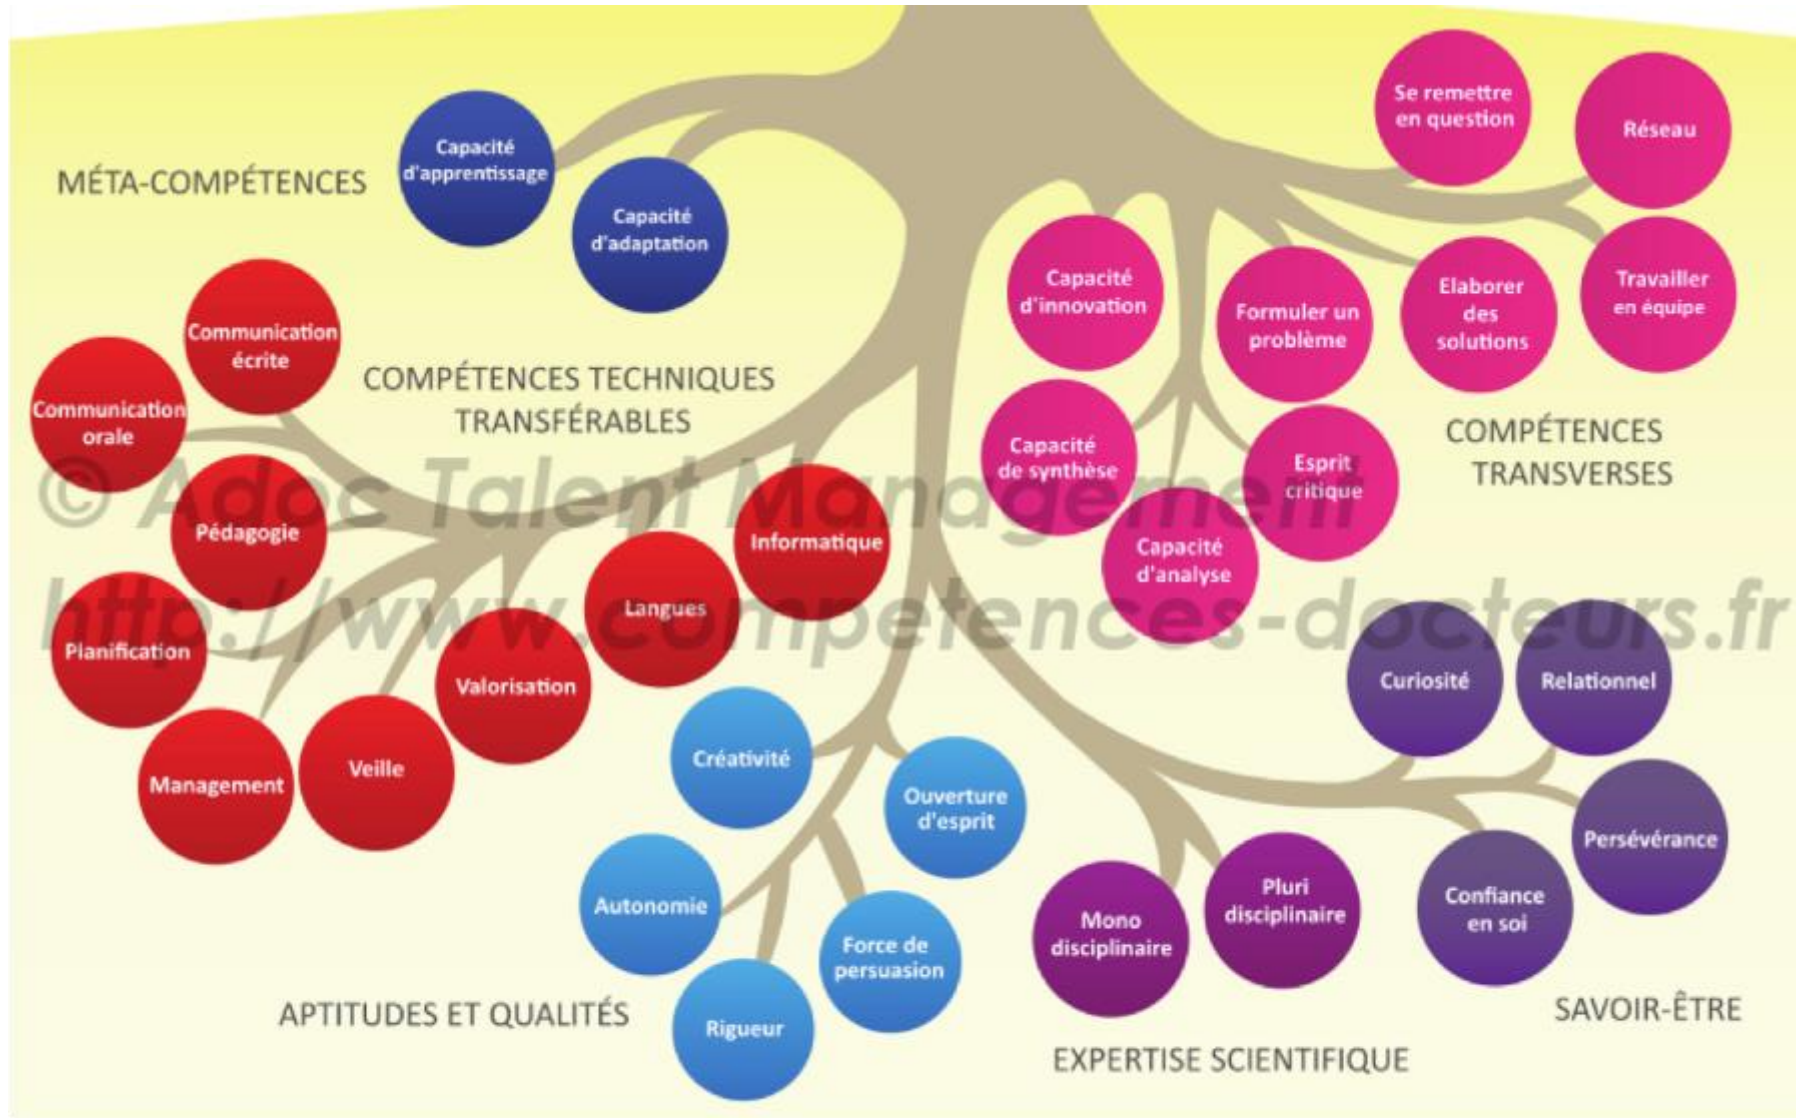 MÉTA-COMPÉTENCES
Capacité
d'apprentissage
Capacité
d'adaptation
COMPÉTENCES TECHNIQUES
TRANSFÉRABLES
Communication
écrite
Communication
orale
Pédagogie
Planification
Management
Veille
Valorisation
Langues
Informatique
COMPÉTENCES
TRANSVERSES
Se remettre
en question
Réseau
Travailler
en équipe
Elaborer
des
solutions
Formuler un
problème
Capacité
d'innovation
Capacité
de synthèse
Capacité
d'analyse
Esprit
critique
© Adoc Talent Management
http://www.competences-docteurs.fr
APTITUDES ET QUALITÉS
Créativité
Ouverture
d'esprit
Autonomie
Force de
persuasion
Rigueur
EXPERTISE SCIENTIFIQUE
Mono
disciplinaire
Pluri
disciplinaire
SAVOIR-ÊTRE
Curiosité
Relationnel
Persévérance
Confiance
en soi